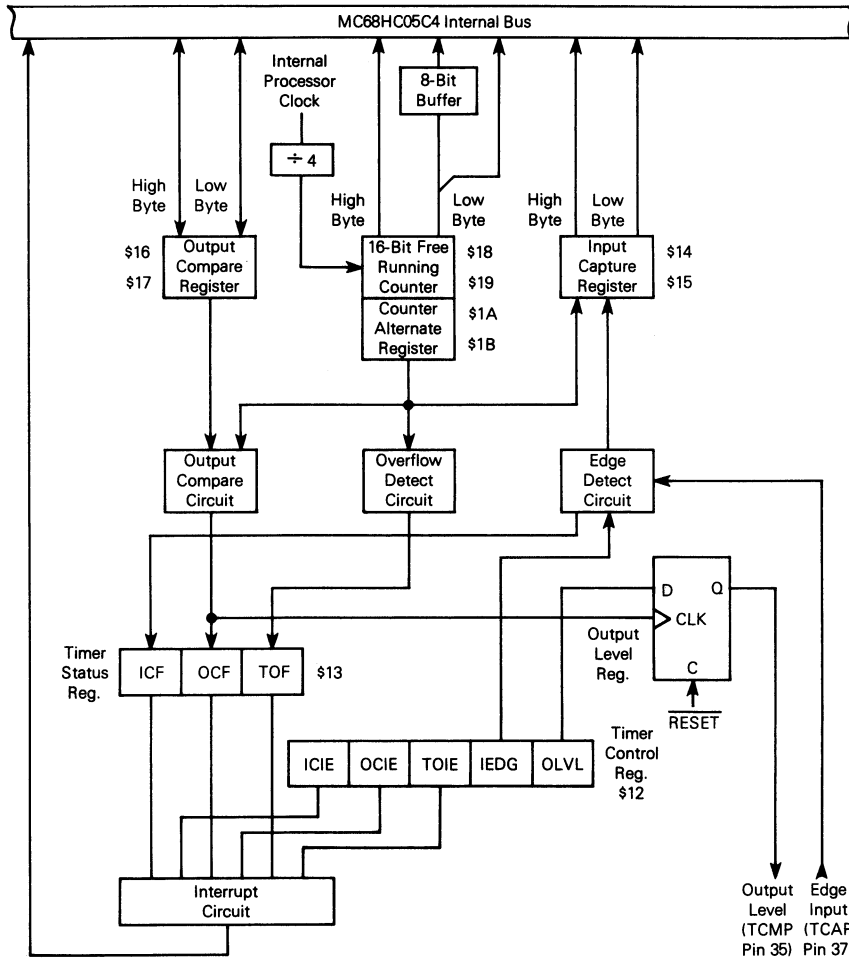 MC68HC05C4 Internal Bus
Internal
Processor
Clock
8-Bit
Buffer
÷ 4
High
Byte
Low
Byte
High
Byte
Low
Byte
High
Byte
Low
Byte
$16
$17
Output
Compare
Register
16-Bit Free
Running
Counter
$18
$19
Counter
Alternate
Register
$1A
$1B
Input
Capture
Register
$14
$15
Output
Compare
Circuit
Overflow
Detect
Circuit
Edge
Detect
Circuit
D
Q
CLK
C
Output
Level
Reg.
RESET
Timer
Status
Reg.
ICF
OCF
TOF
$13
ICIE
OCIE
TOIE
IEDG
OLVL
Timer
Control
Reg.
$12
Interrupt
Circuit
Output
Level
(TCMP
Pin 35)
Edge
Input
(TCAP
Pin 37